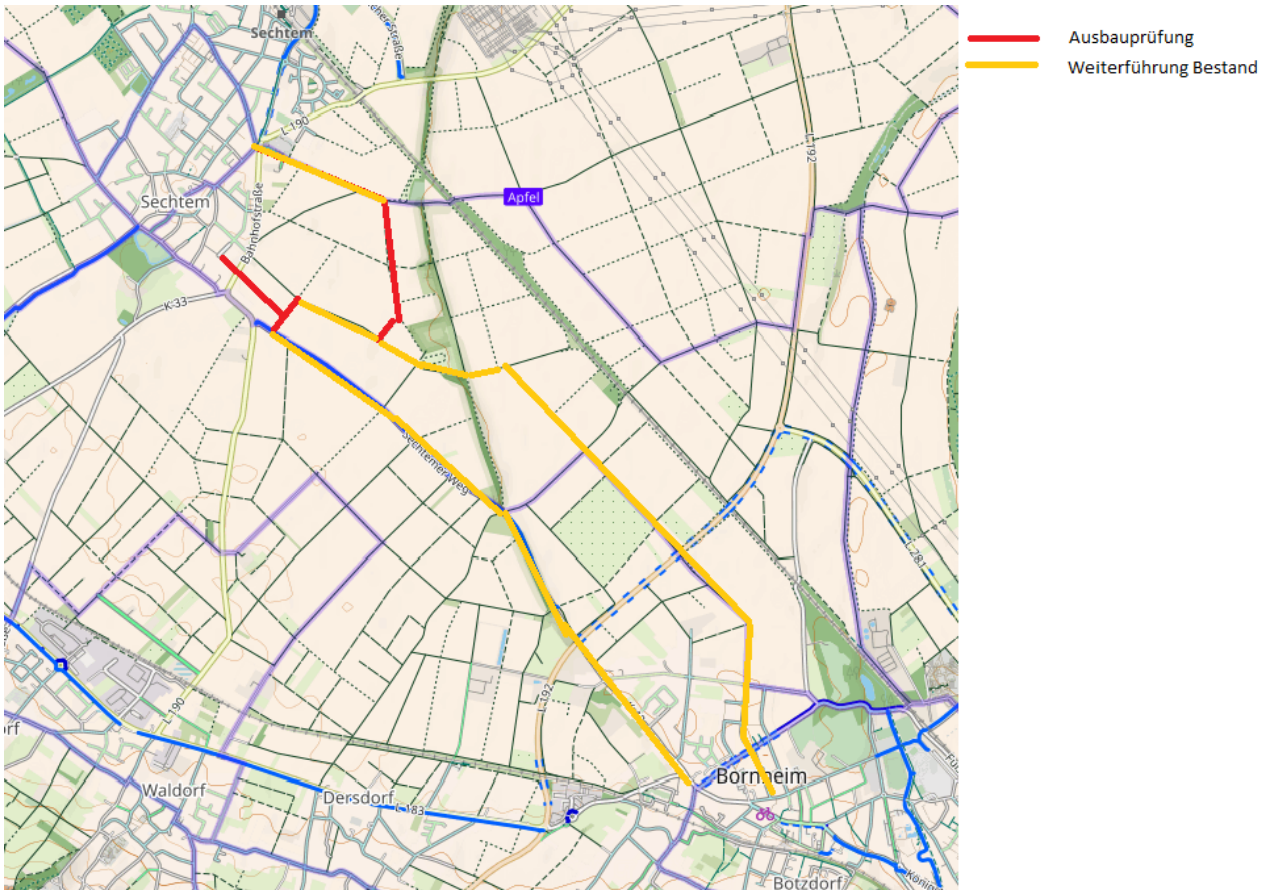 Sechtem
L 190
Ausbauprüfung
Weiterführung Bestand
L 192
Sechtem
Apfel
Bahnhofstraße
K 33
Sechtemer Weg
L 281
L 192
L 190
Bornheim
Waldorf
Dersdorf
L 183
Botzdorf